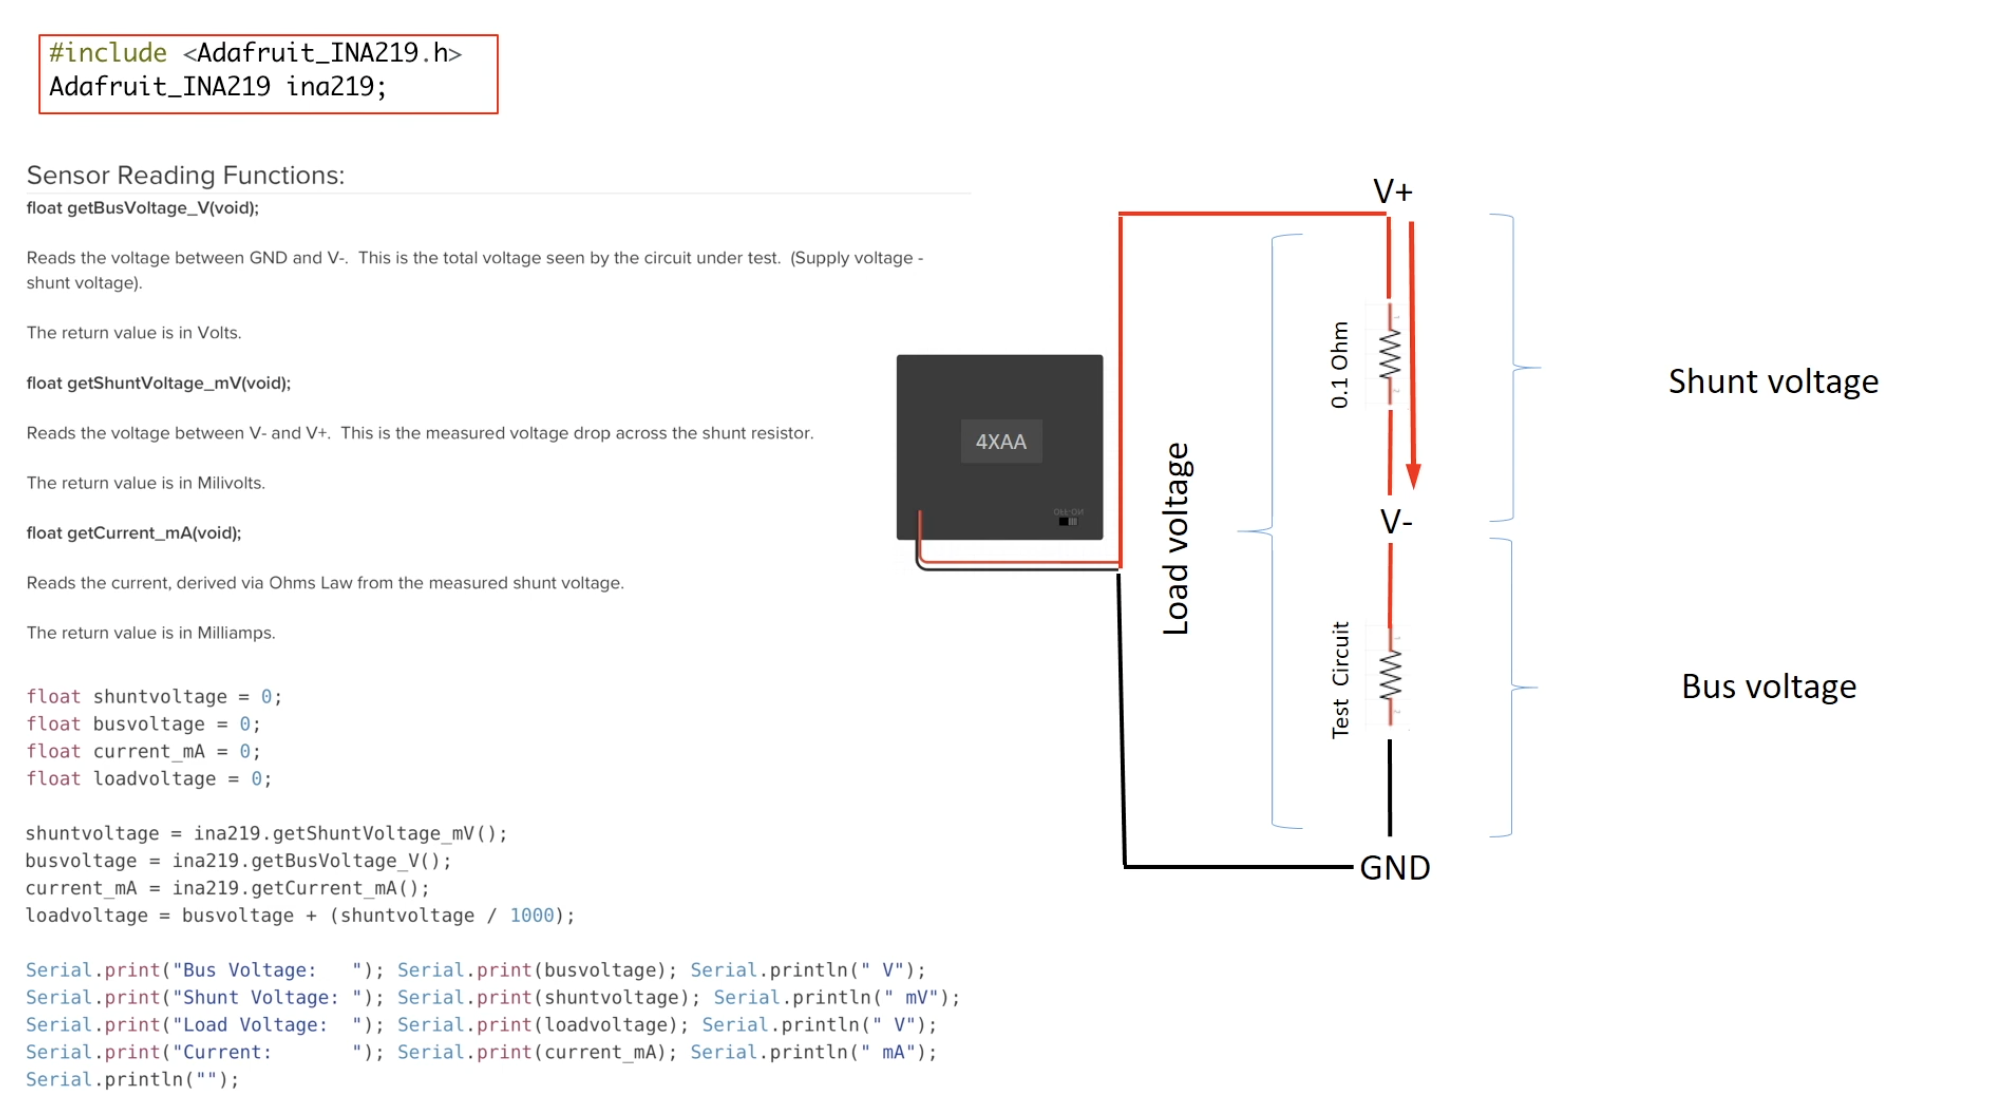 #include <Adafruit_INA219.h>
Adafruit_INA219 ina219;
Sensor Reading Functions:
float getBusVoltage_V(void);
Reads the voltage between GND and V-.  This is the total voltage seen by the circuit under test.  (Supply voltage -
shunt voltage).
The return value is in Volts.
float getShuntVoltage_mV(void);
Reads the voltage between V- and V+.  This is the measured voltage drop across the shunt resistor.
The return value is in Milivolts.
float getCurrent_mA(void);
Reads the current, derived via Ohms Law from the measured shunt voltage.
The return value is in Milliamps.
float shuntvoltage = 0;
float busvoltage = 0;
float current_mA = 0;
float loadvoltage = 0;
shuntvoltage = ina219.getShuntVoltage_mV();
busvoltage = ina219.getBusVoltage_V();
current_mA = ina219.getCurrent_mA();
loadvoltage = busvoltage + (shuntvoltage / 1000);
Serial.print("Bus Voltage:   "); Serial.print(busvoltage); Serial.println(" V");
Serial.print("Shunt Voltage: "); Serial.print(shuntvoltage); Serial.println(" mV");
Serial.print("Load Voltage:  "); Serial.print(loadvoltage); Serial.println(" V");
Serial.print("Current:       "); Serial.print(current_mA); Serial.println(" mA");
Serial.println("");
4XAA
Load voltage
V+
0.1 Ohm
V-
Test Circuit
GND
Shunt voltage
Bus voltage